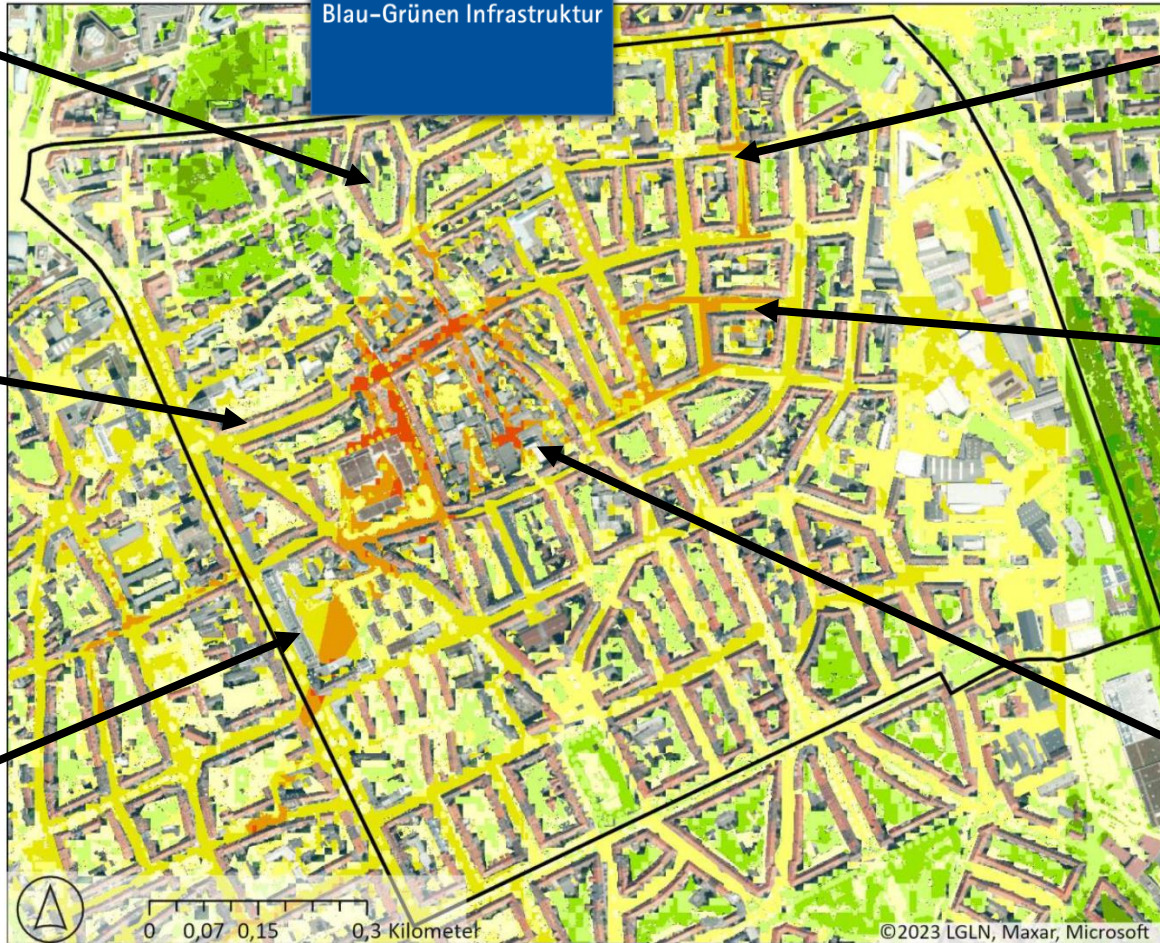 Blau-Grünen Infrastruktur
0 0,07 0,15 0,3 Kilometer
©2023 LGLN, Maxar, Microsoft